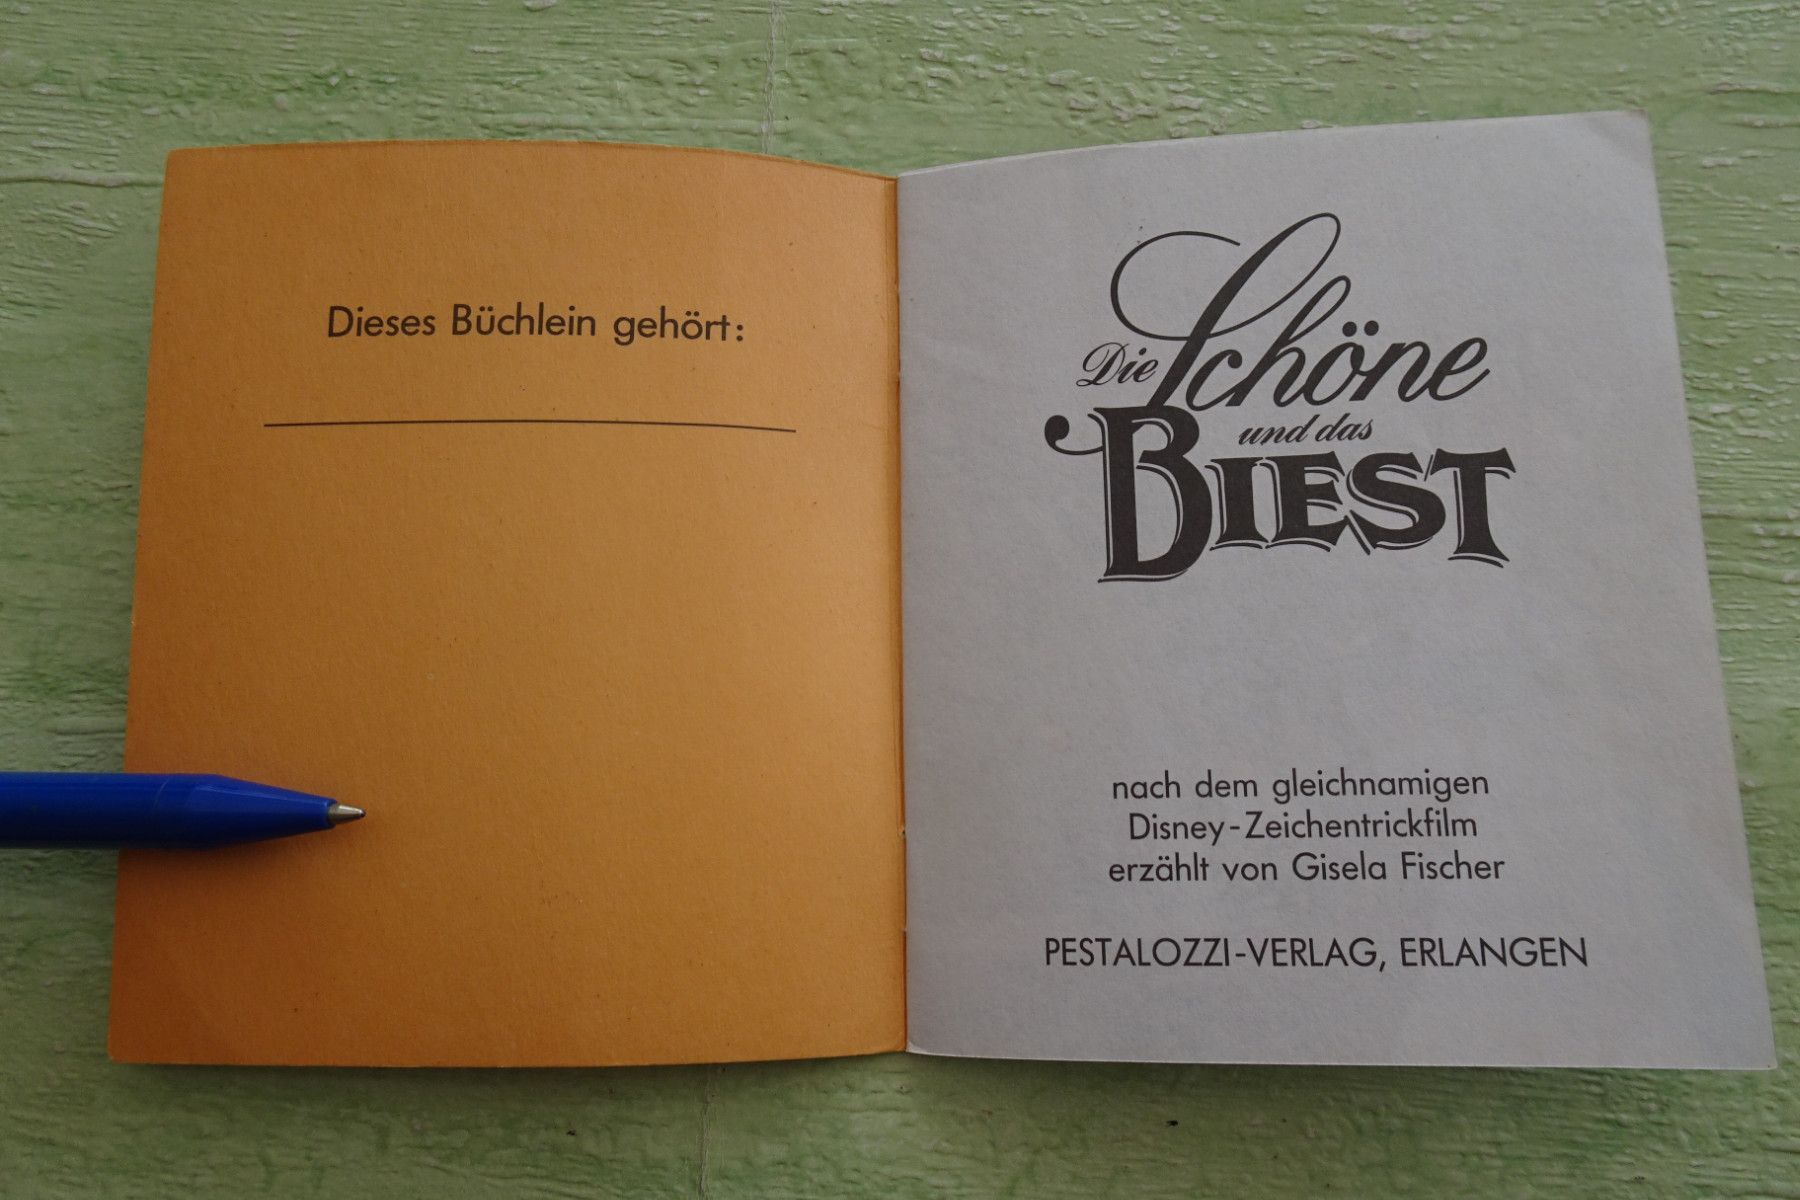 Dieses Büchlein gehört:
Die Schöne
und das
BIEST
nach dem gleichnamigen
Disney-Zeichentrickfilm
erzählt von Gisela Fischer
PESTALOZZI-VERLAG, ERLANGEN